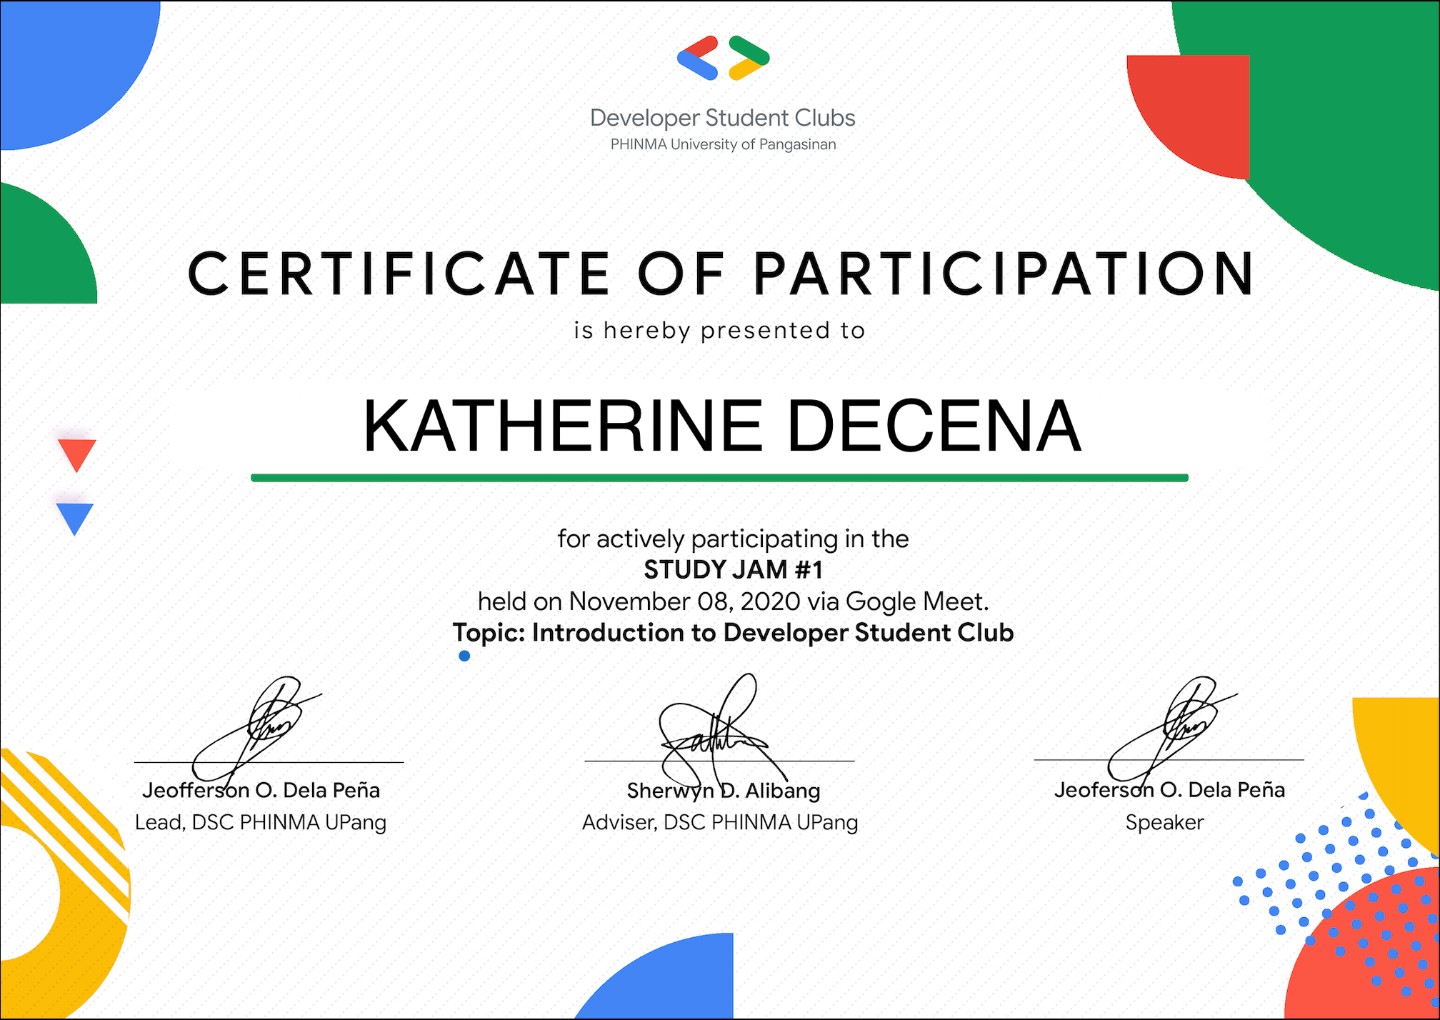 Developer Student Clubs
PHINMA University of Pangasinan
CERTIFICATE OF PARTICIPATION
is hereby presented to
KATHERINE DECENA
for actively participating in the
STUDY JAM #1
held on November 08, 2020 via Gogle Meet.
Topic: Introduction to Developer Student Club
Jeofferson O. Dela Peña
Lead, DSC PHINMA UPang
Sherwyn D. Alibang
Adviser, DSC PHINMA UPang
Jeoferson O. Dela Peña
Speaker